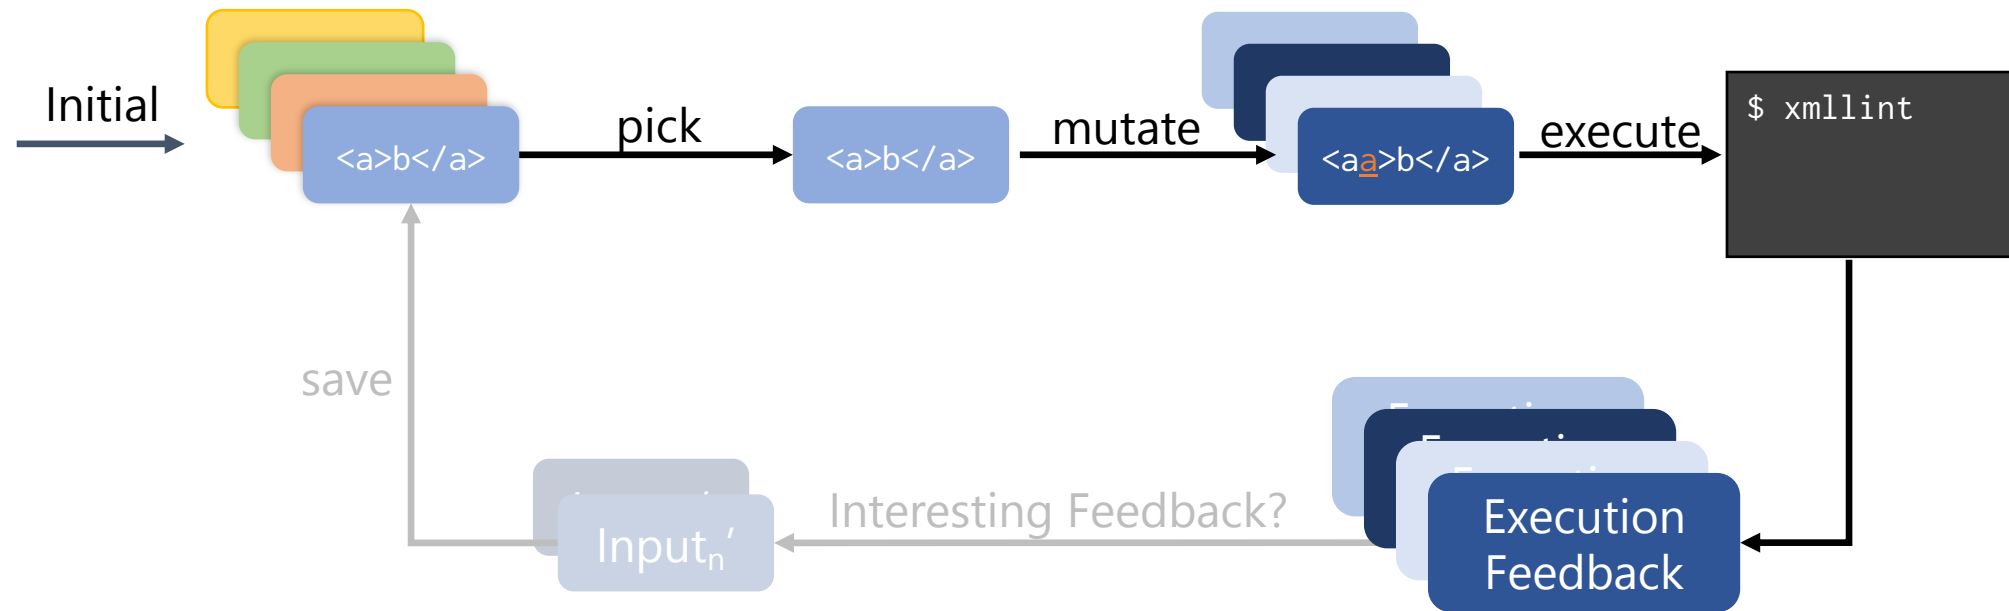 Initial
<a>b</a>
pick
<a>b</a>
mutate
<aa>b</a>
execute
$ xmllint
save
Inputₙ′
Interesting Feedback?
Execution
Feedback